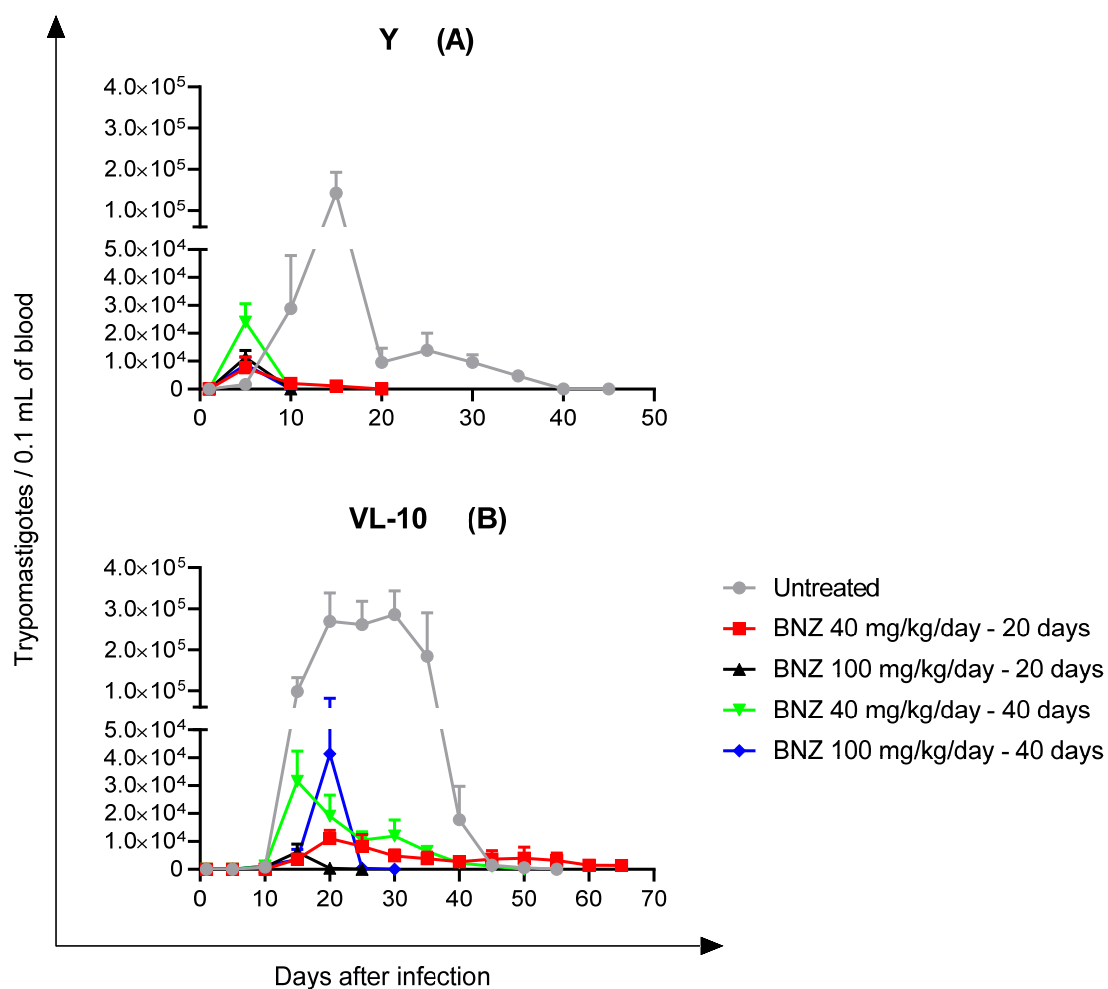 Y (A)
4.0×10⁵
3.0×10⁵
2.0×10⁵
1.0×10⁵
5.0×10⁴
4.0×10⁴
3.0×10⁴
2.0×10⁴
1.0×10⁴
0
0 10 20 30 40 50
Trypomastigotes / 0.1 mL of blood
VL-10 (B)
4.0×10⁵
3.0×10⁵
2.0×10⁵
1.0×10⁵
5.0×10⁴
4.0×10⁴
3.0×10⁴
2.0×10⁴
1.0×10⁴
0
0 10 20 30 40 50 60 70
Untreated
BNZ 40 mg/kg/day - 20 days
BNZ 100 mg/kg/day - 20 days
BNZ 40 mg/kg/day - 40 days
BNZ 100 mg/kg/day - 40 days
Days after infection